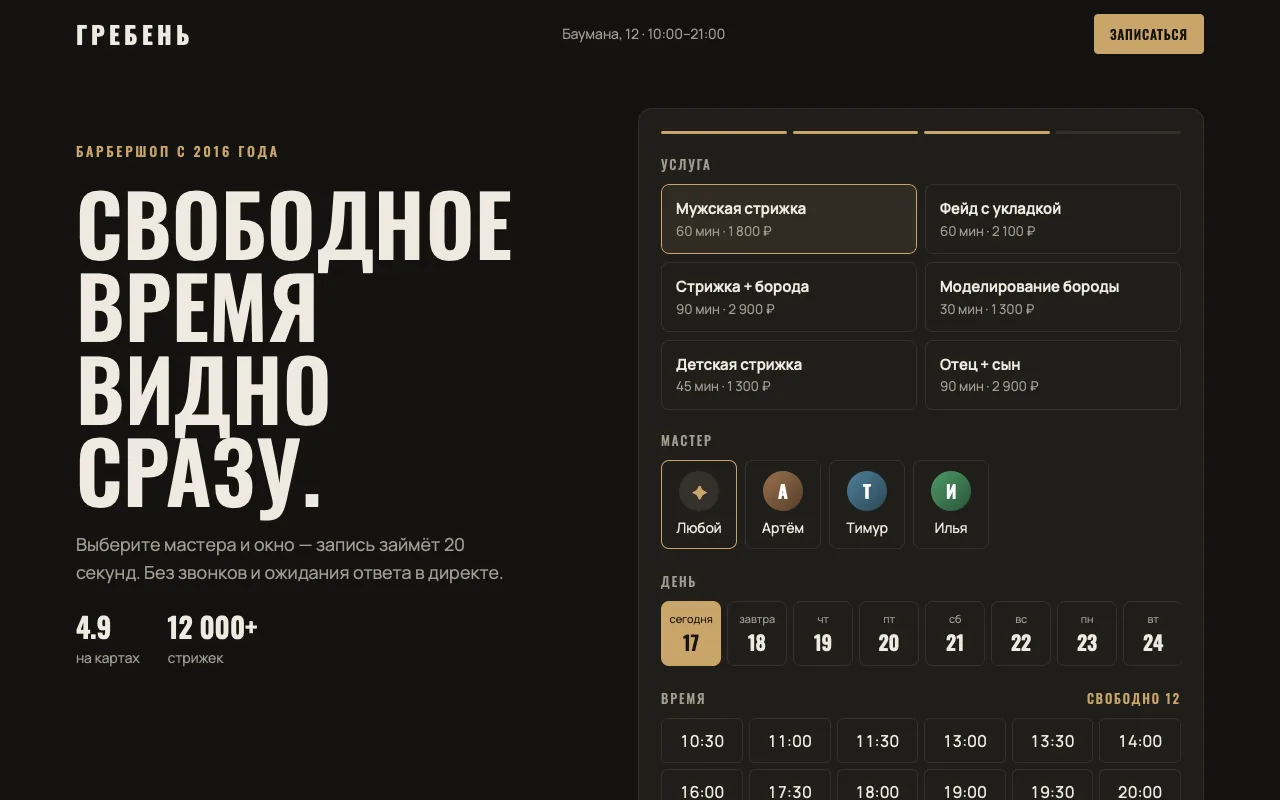 ГРЕБЕНЬ
Баумана, 12 · 10:00–21:00
ЗАПИСАТЬСЯ
БАРБЕРШОП С 2016 ГОДА
СВОБОДНОЕ
ВРЕМЯ
ВИДНО
СРАЗУ.
Выберите мастера и окно — запись займёт 20
секунд. Без звонков и ожидания ответа в директе.
4.9
на картах
12 000+
стрижек
УСЛУГА
Мужская стрижка
60 мин · 1 800 ₽
Фейд с укладкой
60 мин · 2 100 ₽
Стрижка + борода
90 мин · 2 900 ₽
Моделирование бороды
30 мин · 1 300 ₽
Детская стрижка
45 мин · 1 300 ₽
Отец + сын
90 мин · 2 900 ₽
МАСТЕР
Любой
А
Артём
Т
Тимур
И
Илья
ДЕНЬ
сегодня
17
завтра
18
чт
19
пт
20
сб
21
вс
22
пн
23
вт
24
ВРЕМЯ
СВОБОДНО 12
10:30 11:00 11:30 13:00 13:30 14:00
16:00 17:30 18:00 19:00 19:30 20:00